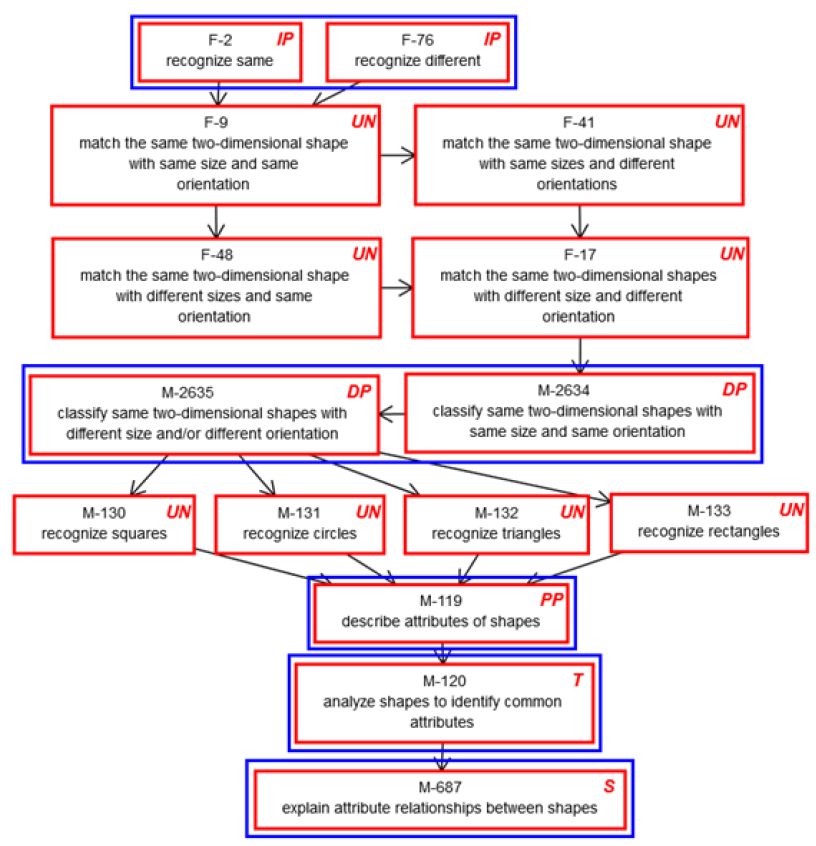 F-2 IP
recognize same
F-76 IP
recognize different
F-9 UN
match the same two-dimensional shape
with same size and same
orientation
F-41 UN
match the same two-dimensional shape
with same sizes and different
orientations
F-48 UN
match the same two-dimensional shape
with different sizes and same
orientation
F-17 UN
match the same two-dimensional shapes
with different size and different
orientation
M-2635 DP
classify same two-dimensional shapes with
different size and/or different orientation
M-2634 DP
classify same two-dimensional shapes with
same size and same orientation
M-130 UN
recognize squares
M-131 UN
recognize circles
M-132 UN
recognize triangles
M-133 UN
recognize rectangles
M-119 PP
describe attributes of shapes
M-120 T
analyze shapes to identify common
attributes
M-687 S
explain attribute relationships between shapes